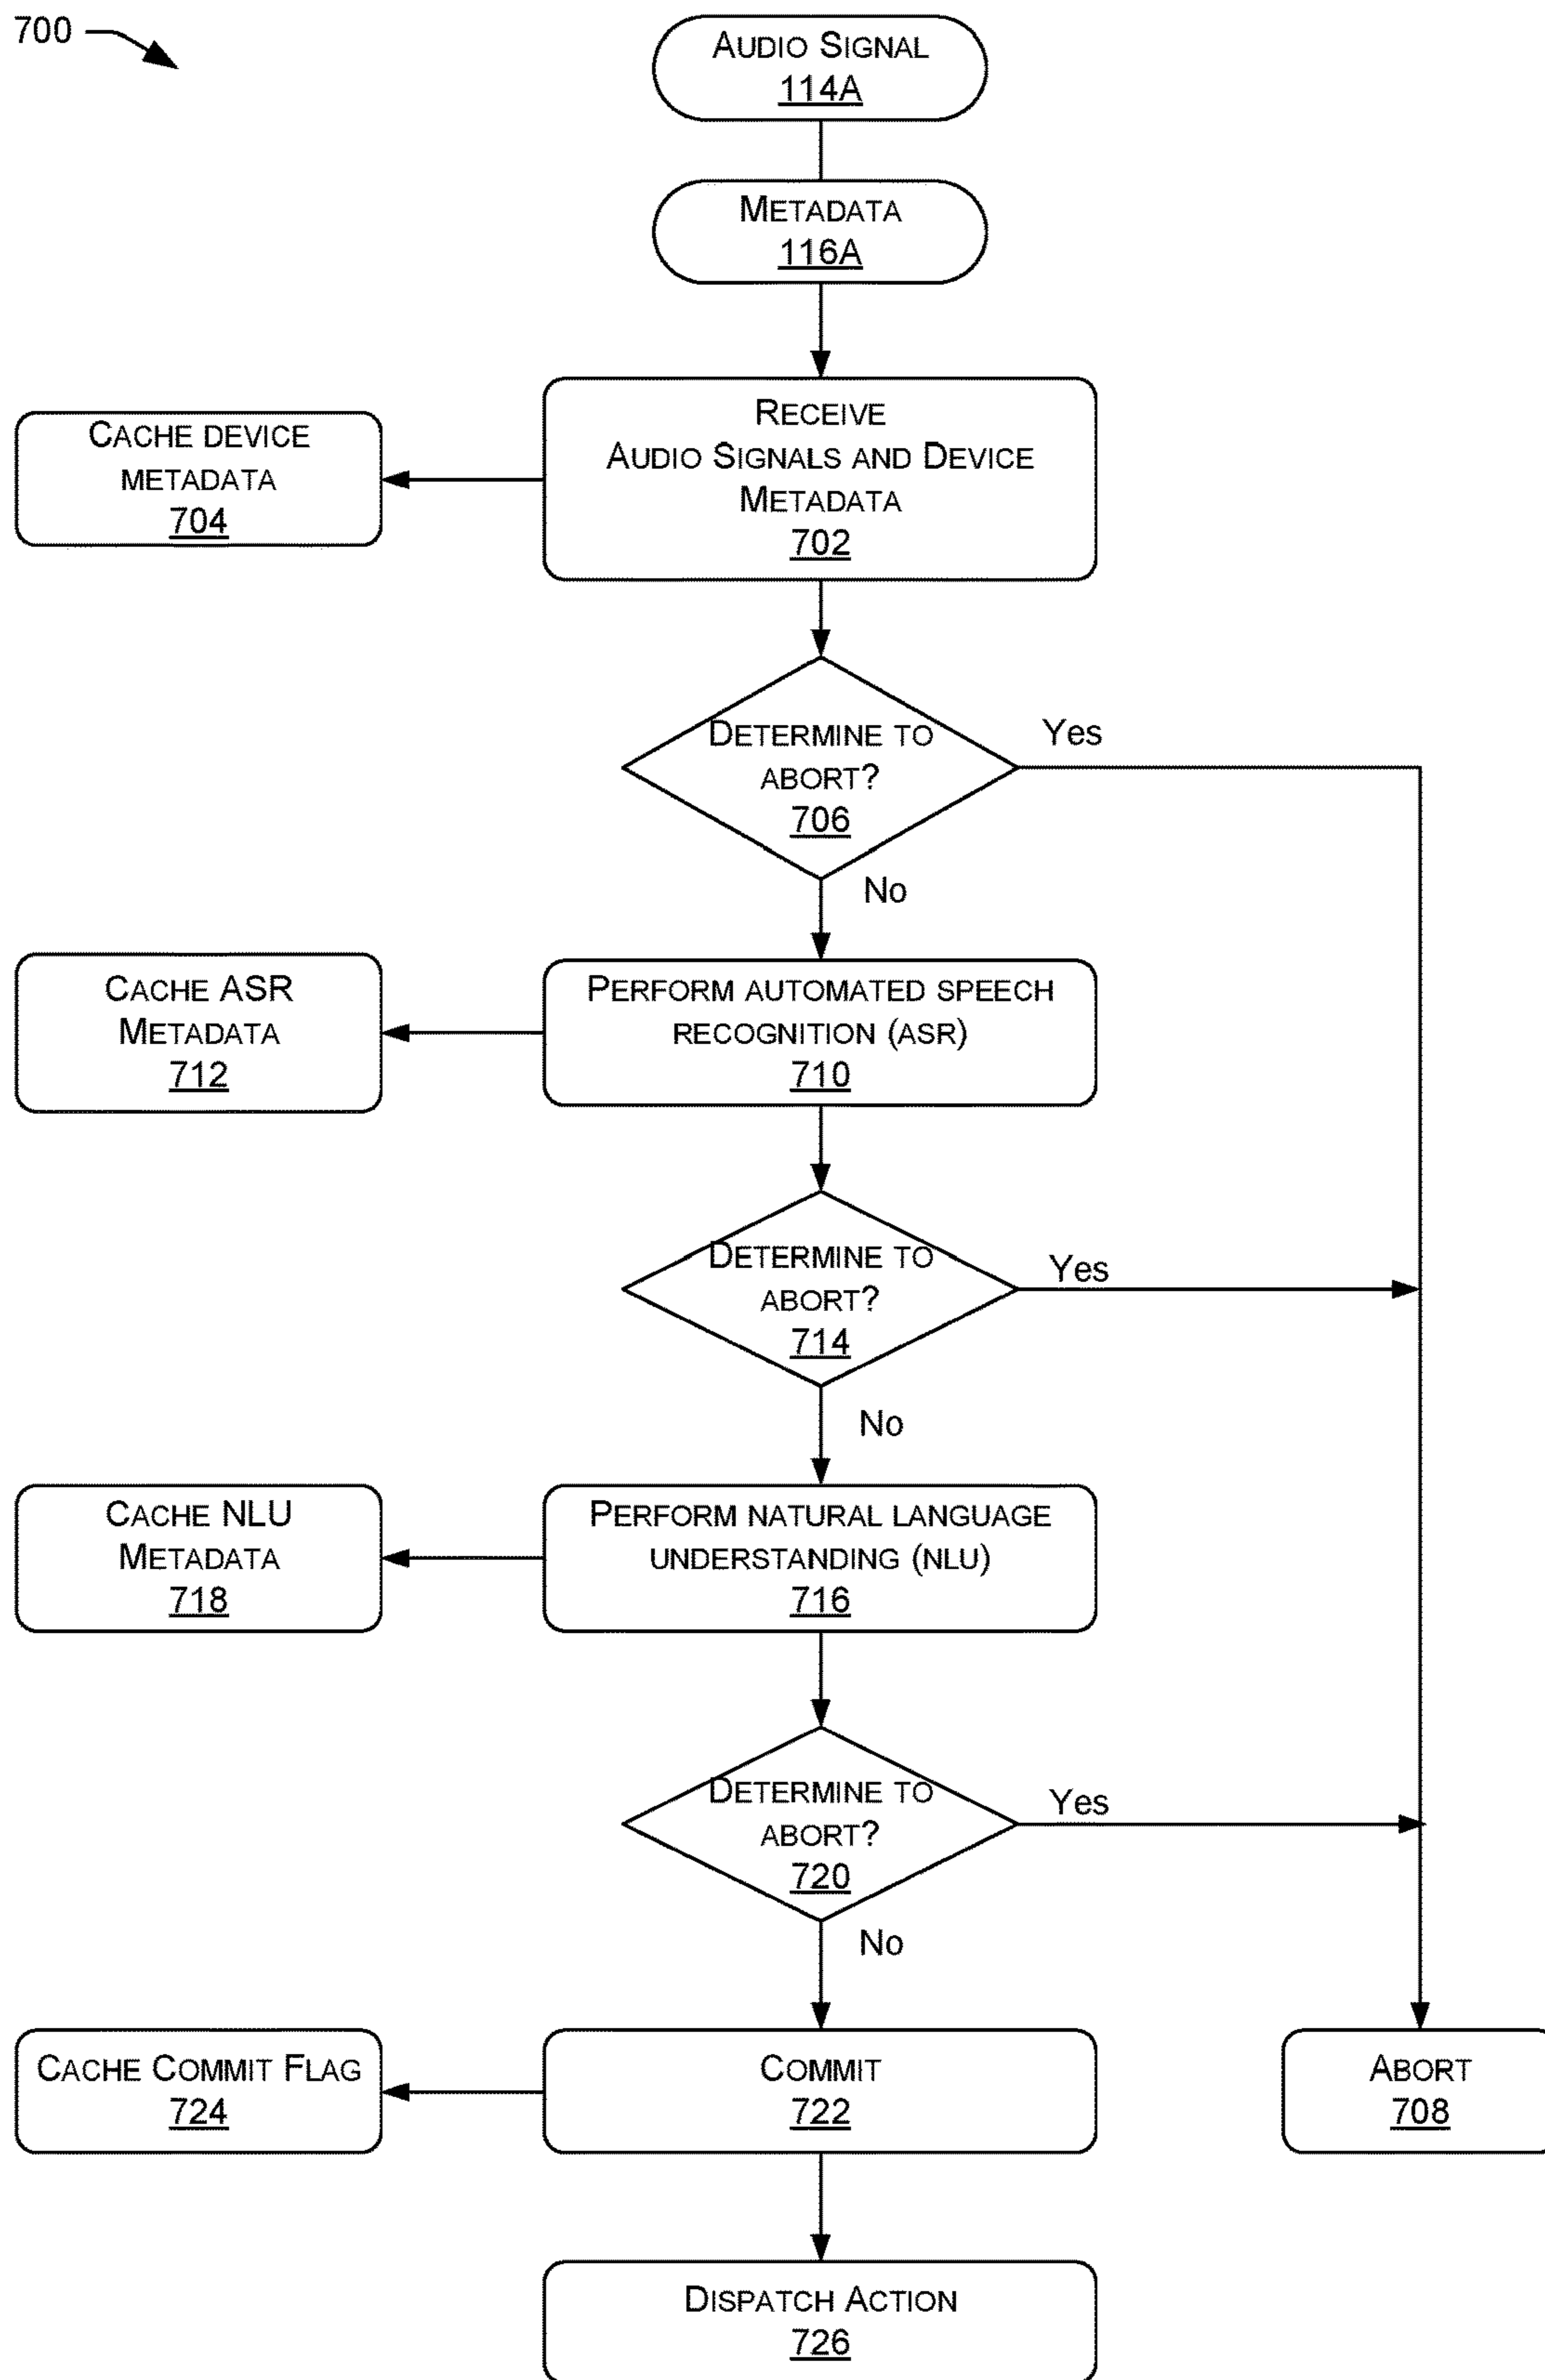 700
Audio Signal
114A
Metadata
116A
Receive
Audio Signals and Device
Metadata
702
Cache device
metadata
704
Determine to
abort?
706
Yes
No
Perform automated speech
recognition (ASR)
710
Cache ASR
Metadata
712
Determine to
abort?
714
Yes
No
Perform natural language
understanding (NLU)
716
Cache NLU
Metadata
718
Determine to
abort?
720
Yes
No
Cache Commit Flag
724
Commit
722
Abort
708
Dispatch Action
726